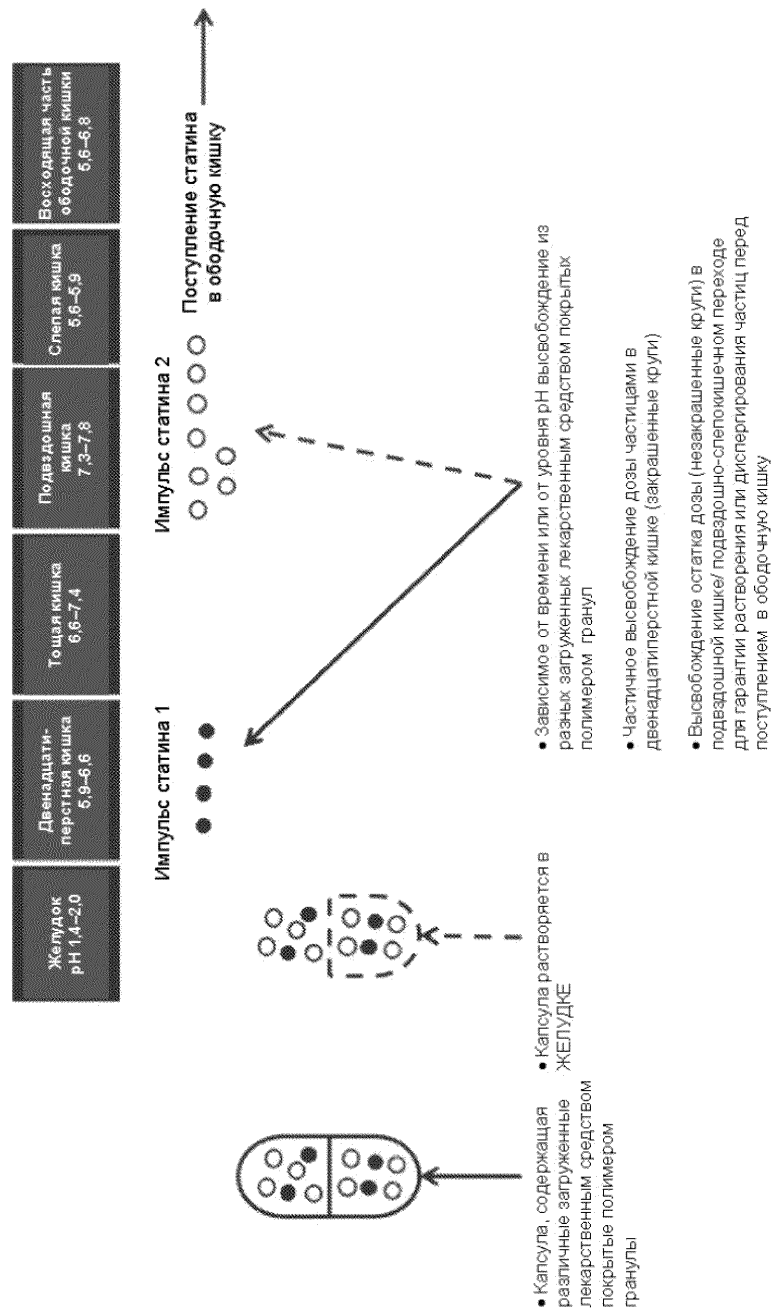 Желудок
pH 1,4–2,0
Двенадцати-
перстная кишка
5,9–6,6
Тощая кишка
6,6–7,4
Подвздошная
кишка
7,3–7,8
Слепая кишка
5,6–5,9
Восходящая часть
ободочной кишки
5,6–6,8
Импульс статина 1
Импульс статина 2
Поступление статина
в ободочную кишку
● Капсула, содержащая
различные загруженные
лекарственным средством
покрытые полимером
гранулы
● Капсула растворяется в
ЖЕЛУДКЕ
● Зависимое от времени или от уровня pH высвобождение из
разных загруженных лекарственным средством покрытых
полимером гранул
● Частичное высвобождение дозы частицами в
двенадцатиперстной кишке (закрашенные круги)
● Высвобождение остатка дозы (незакрашенные круги) в
подвздошной кишке/ подвздошно-слепокишечном переходе
для гарантии растворения или диспергирования частиц перед
поступлением в ободочную кишку